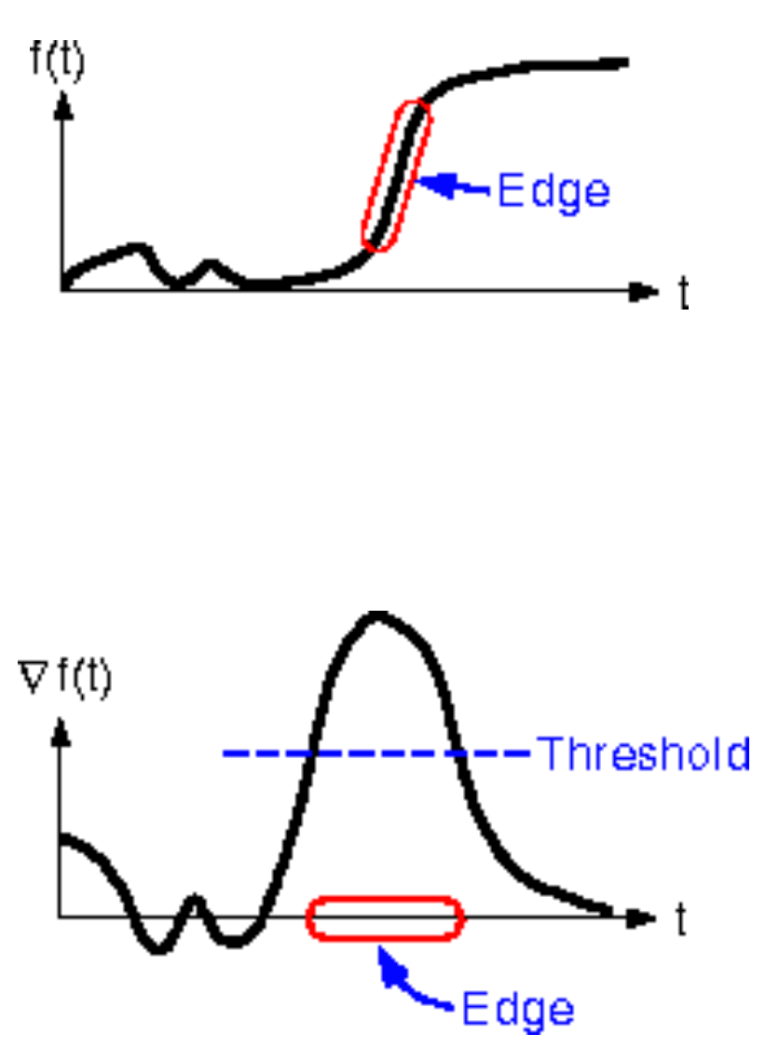 f(t)
Edge
t
∇ f(t)
Threshold
t
Edge